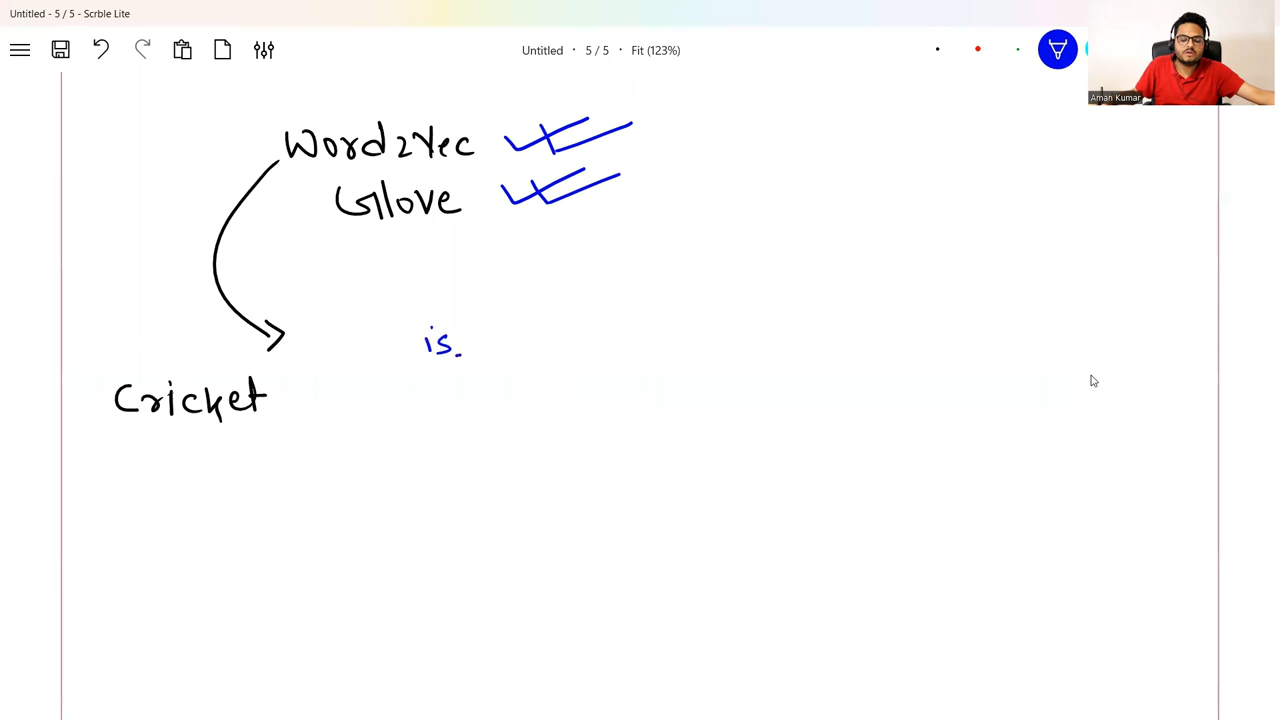 Untitled - 5 / 5 - Scrble Lite
Untitled • 5 / 5 • Fit (123%)
Aman Kumar
Word2Vec
Glove
is.
Cricket